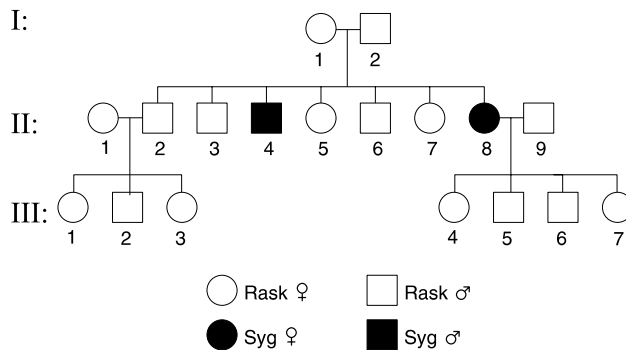 I:
1 2
II:
1 2 3 4 5 6 7 8 9
III:
1 2 3 4 5 6 7
Rask ♀ Rask ♂
Syg ♀ Syg ♂